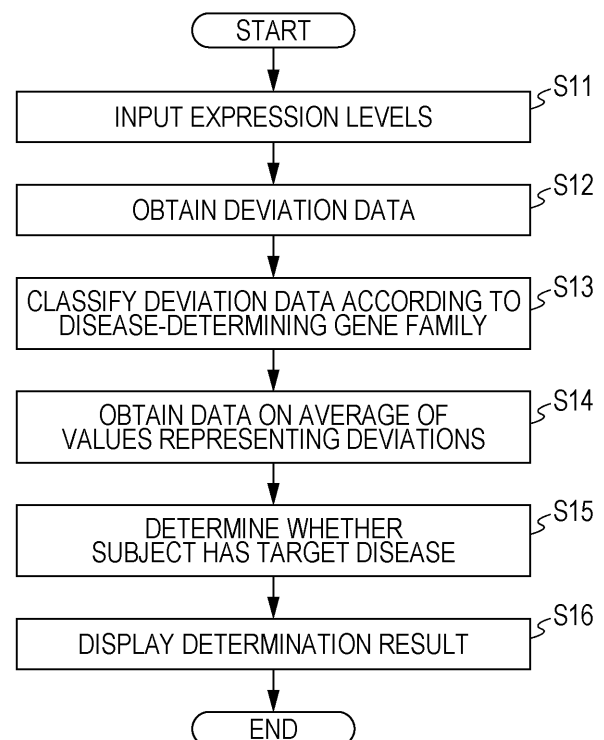 START
S11
INPUT EXPRESSION LEVELS
S12
OBTAIN DEVIATION DATA
S13
CLASSIFY DEVIATION DATA ACCORDING TO
DISEASE-DETERMINING GENE FAMILY
S14
OBTAIN DATA ON AVERAGE OF
VALUES REPRESENTING DEVIATIONS
S15
DETERMINE WHETHER
SUBJECT HAS TARGET DISEASE
S16
DISPLAY DETERMINATION RESULT
END